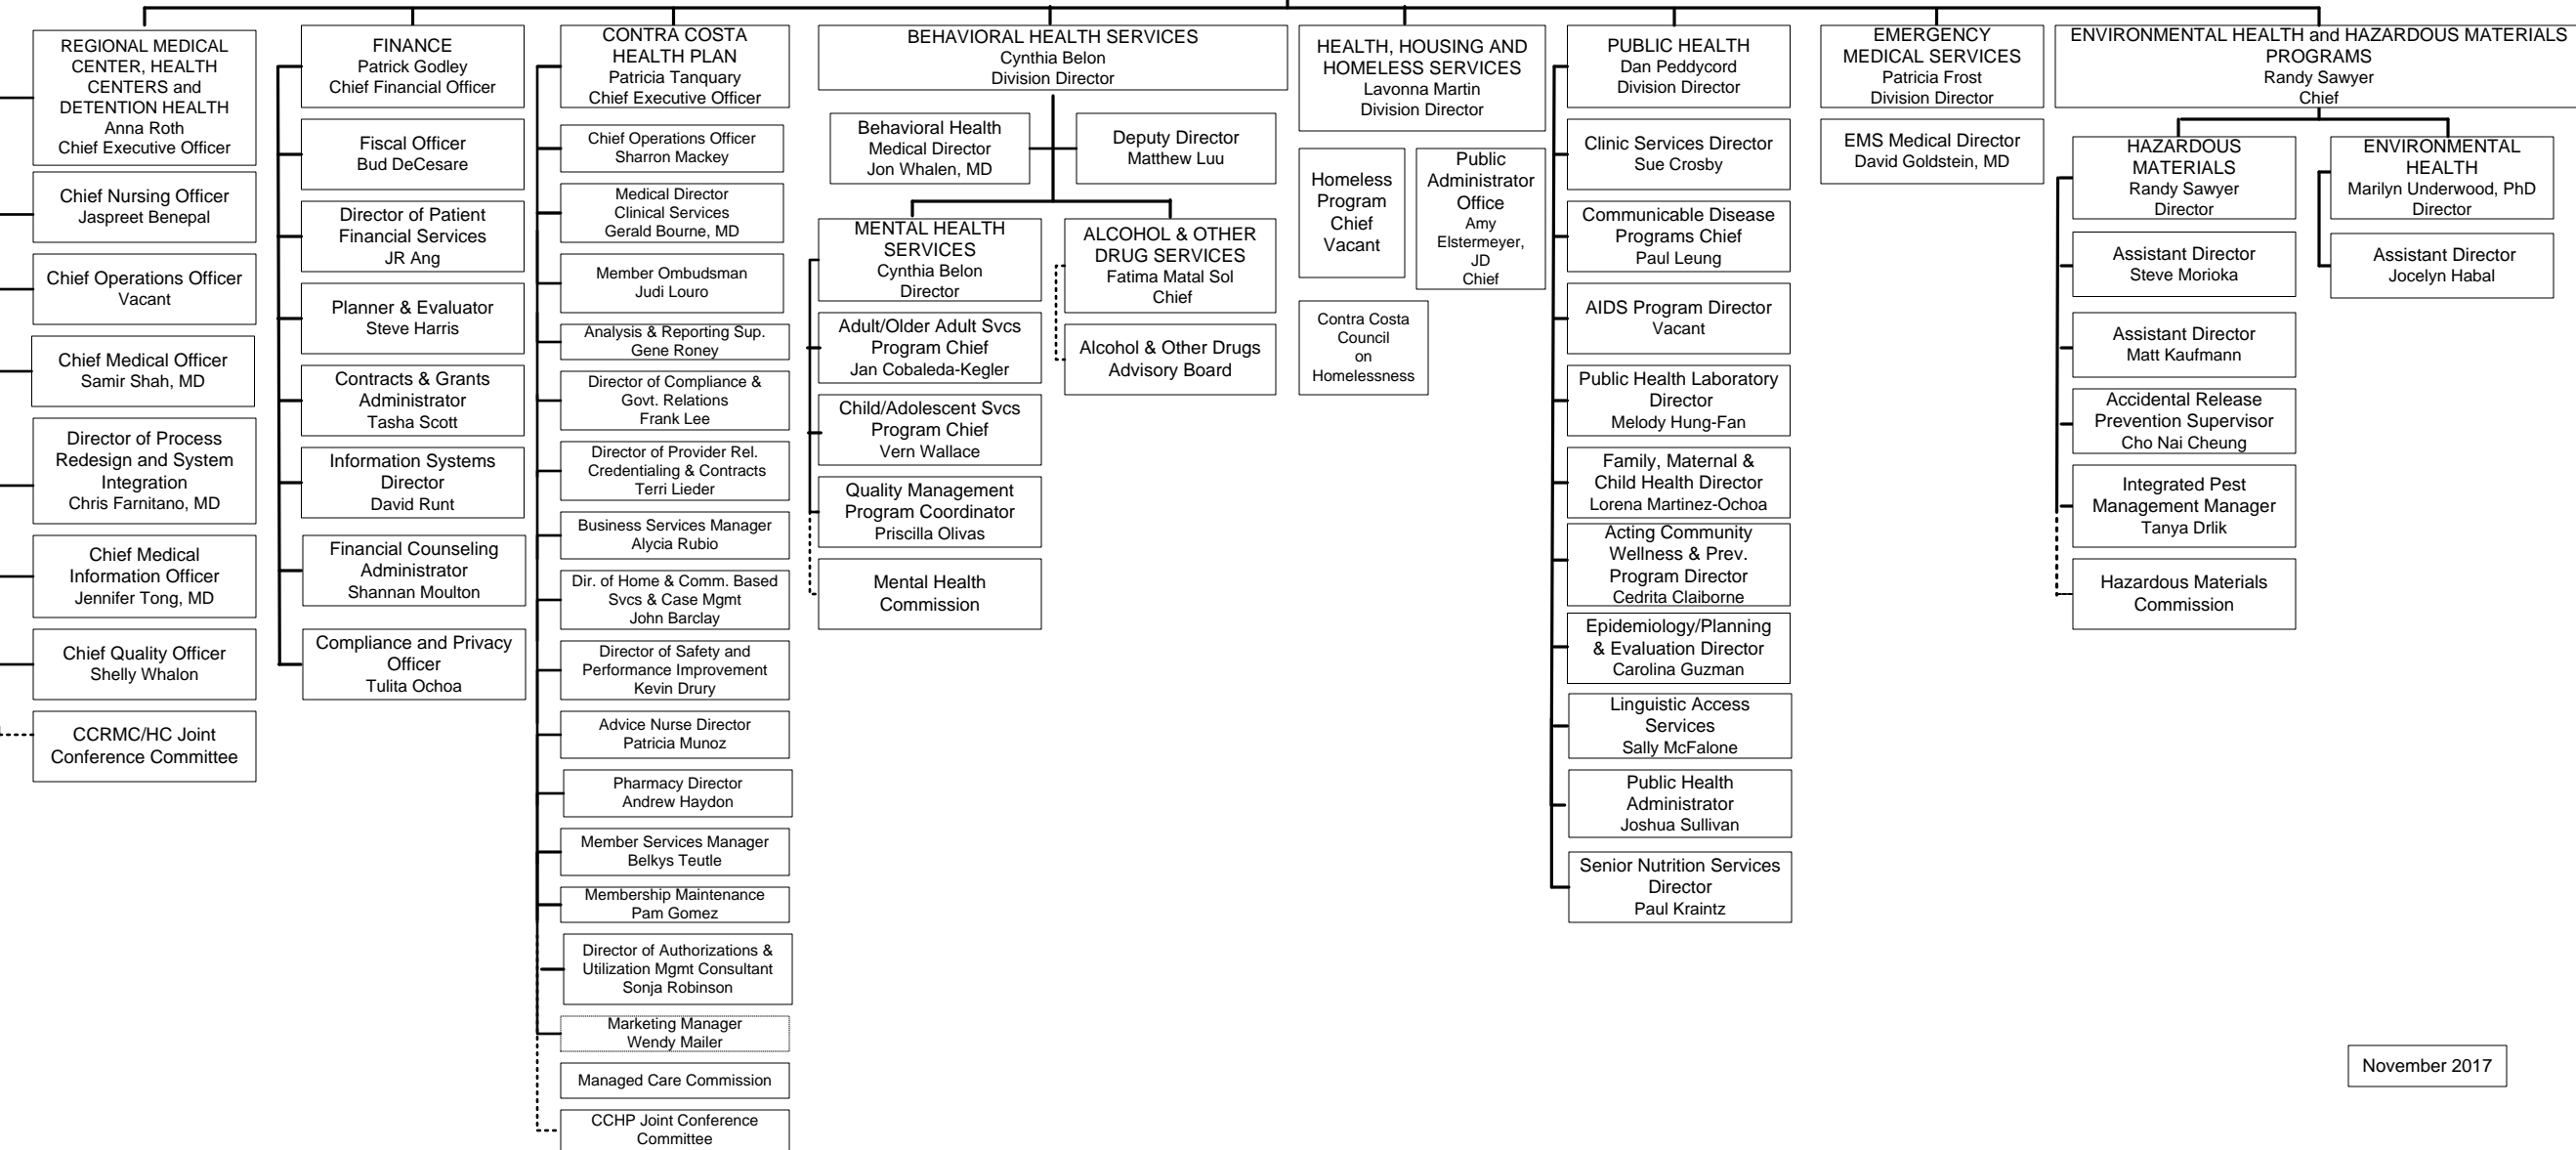 REGIONAL MEDICAL
CENTER, HEALTH
CENTERS and
DETENTION HEALTH
Anna Roth
Chief Executive Officer
Chief Nursing Officer
Jaspreet Benepal
Chief Operations Officer
Vacant
Chief Medical Officer
Samir Shah, MD
Director of Process
Redesign and System
Integration
Chris Farnitano, MD
Chief Medical
Information Officer
Jennifer Tong, MD
Chief Quality Officer
Shelly Whalon
CCRMC/HC Joint
Conference Committee
FINANCE
Patrick Godley
Chief Financial Officer
Fiscal Officer
Bud DeCesare
Director of Patient
Financial Services
JR Ang
Planner & Evaluator
Steve Harris
Contracts & Grants
Administrator
Tasha Scott
Information Systems
Director
David Runt
Financial Counseling
Administrator
Shannan Moulton
Compliance and Privacy
Officer
Tulita Ochoa
CONTRA COSTA
HEALTH PLAN
Patricia Tanquary
Chief Executive Officer
Chief Operations Officer
Sharron Mackey
Medical Director
Clinical Services
Gerald Bourne, MD
Member Ombudsman
Judi Louro
Analysis & Reporting Sup.
Gene Roney
Director of Compliance &
Govt. Relations
Frank Lee
Director of Provider Rel.
Credentialing & Contracts
Terri Lieder
Business Services Manager
Alycia Rubio
Dir. of Home & Comm. Based
Svcs & Case Mgmt
John Barclay
Director of Safety and
Performance Improvement
Kevin Drury
Advice Nurse Director
Patricia Munoz
Pharmacy Director
Andrew Haydon
Member Services Manager
Belkys Teutle
Membership Maintenance
Pam Gomez
Director of Authorizations &
Utilization Mgmt Consultant
Sonja Robinson
Marketing Manager
Wendy Mailer
Managed Care Commission
CCHP Joint Conference
Committee
BEHAVIORAL HEALTH SERVICES
Cynthia Belon
Division Director
Behavioral Health
Medical Director
Jon Whalen, MD
Deputy Director
Matthew Luu
MENTAL HEALTH
SERVICES
Cynthia Belon
Director
Adult/Older Adult Svcs
Program Chief
Jan Cobaleda-Kegler
Child/Adolescent Svcs
Program Chief
Vern Wallace
Quality Management
Program Coordinator
Priscilla Olivas
Mental Health
Commission
ALCOHOL & OTHER
DRUG SERVICES
Fatima Matal Sol
Chief
Alcohol & Other Drugs
Advisory Board
HEALTH, HOUSING AND
HOMELESS SERVICES
Lavonna Martin
Division Director
Homeless
Program
Chief
Vacant
Public
Administrator
Office
Amy
Elstermeyer,
JD
Chief
Contra Costa
Council
on
Homelessness
PUBLIC HEALTH
Dan Peddycord
Division Director
Clinic Services Director
Sue Crosby
Communicable Disease
Programs Chief
Paul Leung
AIDS Program Director
Vacant
Public Health Laboratory
Director
Melody Hung-Fan
Family, Maternal &
Child Health Director
Lorena Martinez-Ochoa
Acting Community
Wellness & Prev.
Program Director
Cedrita Claiborne
Epidemiology/Planning
& Evaluation Director
Carolina Guzman
Linguistic Access
Services
Sally McFalone
Public Health
Administrator
Joshua Sullivan
Senior Nutrition Services
Director
Paul Kraintz
EMERGENCY
MEDICAL SERVICES
Patricia Frost
Division Director
EMS Medical Director
David Goldstein, MD
ENVIRONMENTAL HEALTH and HAZARDOUS MATERIALS
PROGRAMS
Randy Sawyer
Chief
HAZARDOUS
MATERIALS
Randy Sawyer
Director
Assistant Director
Steve Morioka
Assistant Director
Matt Kaufmann
Accidental Release
Prevention Supervisor
Cho Nai Cheung
Integrated Pest
Management Manager
Tanya Drlik
Hazardous Materials
Commission
ENVIRONMENTAL
HEALTH
Marilyn Underwood, PhD
Director
Assistant Director
Jocelyn Habal
November 2017